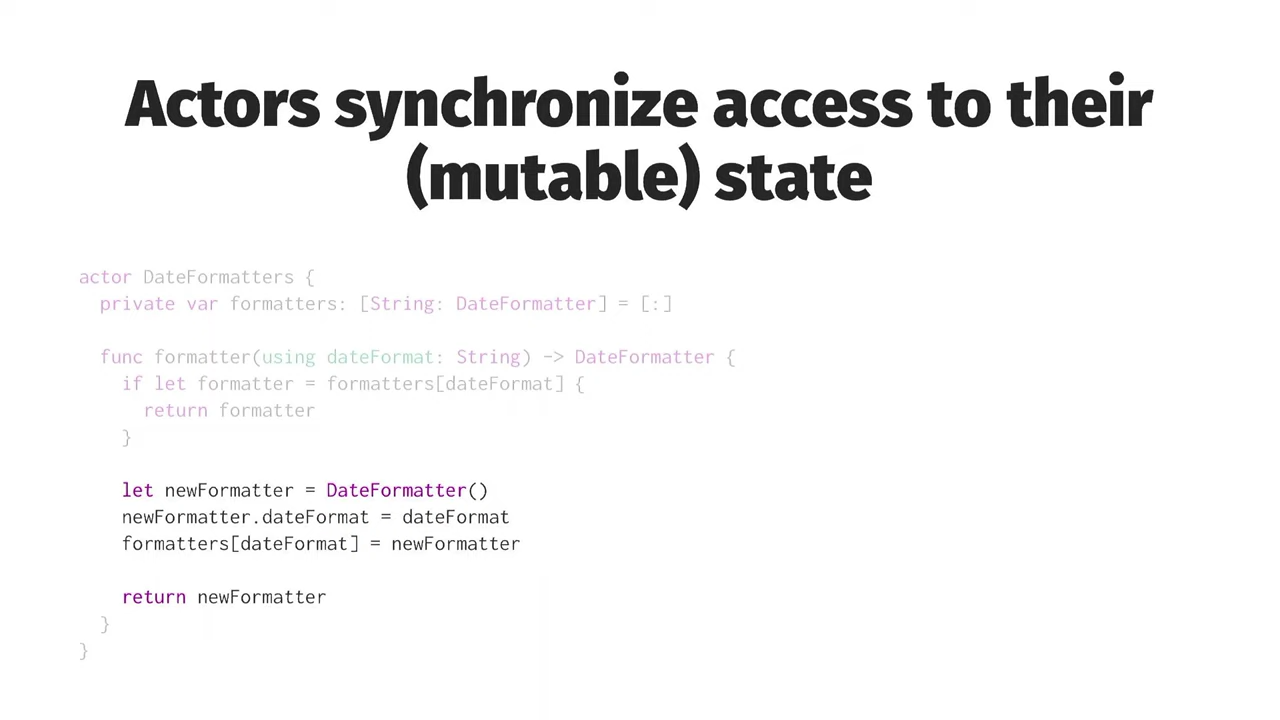 Actors synchronize access to their
(mutable) state
actor DateFormatters {
  private var formatters: [String: DateFormatter] = [:]
  func formatter(using dateFormat: String) -> DateFormatter {
    if let formatter = formatters[dateFormat] {
      return formatter
    }
    let newFormatter = DateFormatter()
    newFormatter.dateFormat = dateFormat
    formatters[dateFormat] = newFormatter
    return newFormatter
  }
}